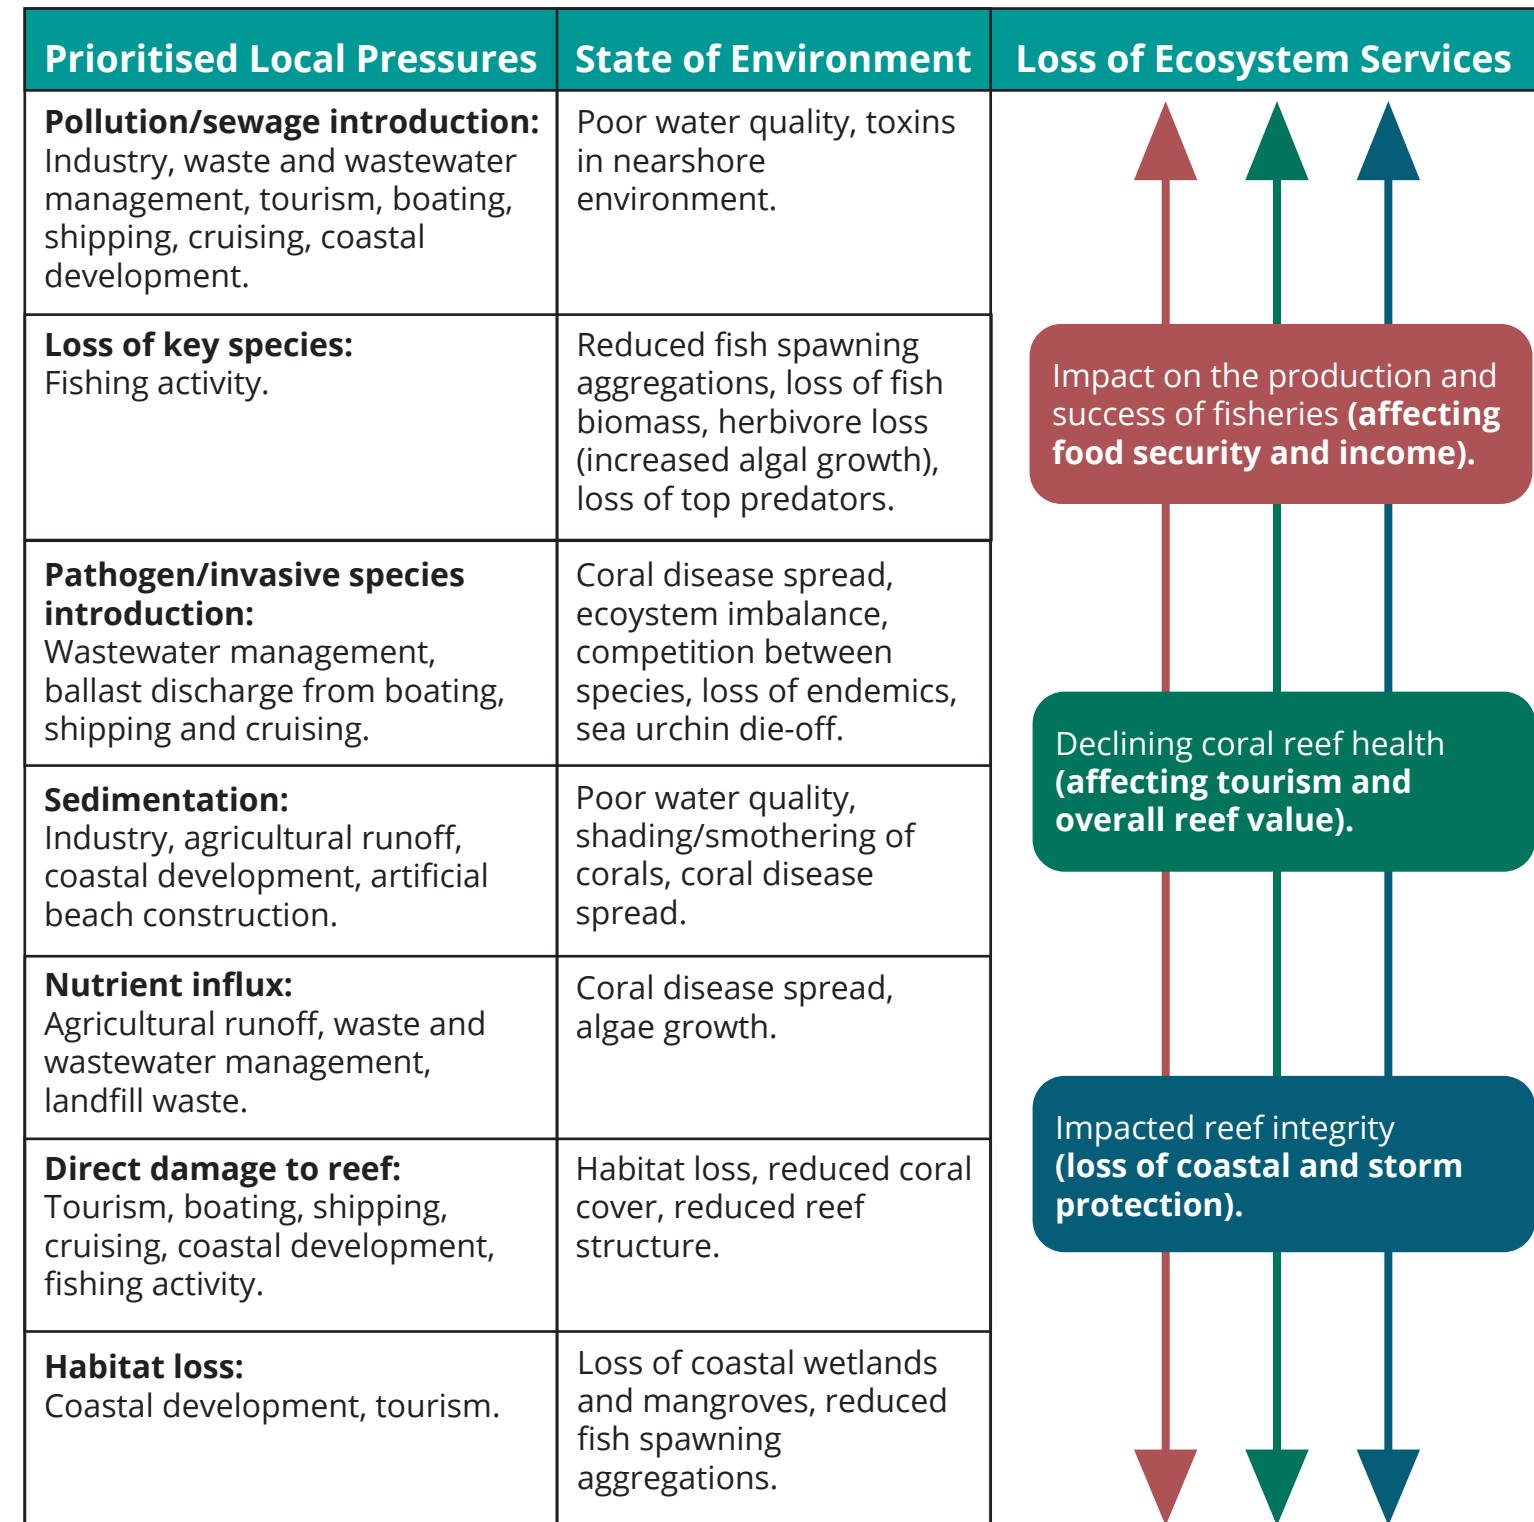 Prioritised Local Pressures
State of Environment
Loss of Ecosystem Services
Pollution/sewage introduction:
Industry, waste and wastewater
management, tourism, boating,
shipping, cruising, coastal
development.
Poor water quality, toxins
in nearshore
environment.
Loss of key species:
Fishing activity.
Reduced fish spawning
aggregations, loss of fish
biomass, herbivore loss
(increased algal growth),
loss of top predators.
Impact on the production and
success of fisheries (affecting
food security and income).
Pathogen/invasive species
introduction:
Wastewater management,
ballast discharge from boating,
shipping and cruising.
Coral disease spread,
ecoystem imbalance,
competition between
species, loss of endemics,
sea urchin die-off.
Declining coral reef health
(affecting tourism and
overall reef value).
Sedimentation:
Industry, agricultural runoff,
coastal development, artificial
beach construction.
Poor water quality,
shading/smothering of
corals, coral disease
spread.
Nutrient influx:
Agricultural runoff, waste and
wastewater management,
landfill waste.
Coral disease spread,
algae growth.
Impacted reef integrity
(loss of coastal and storm
protection).
Direct damage to reef:
Tourism, boating, shipping,
cruising, coastal development,
fishing activity.
Habitat loss, reduced coral
cover, reduced reef
structure.
Habitat loss:
Coastal development, tourism.
Loss of coastal wetlands
and mangroves, reduced
fish spawning
aggregations.